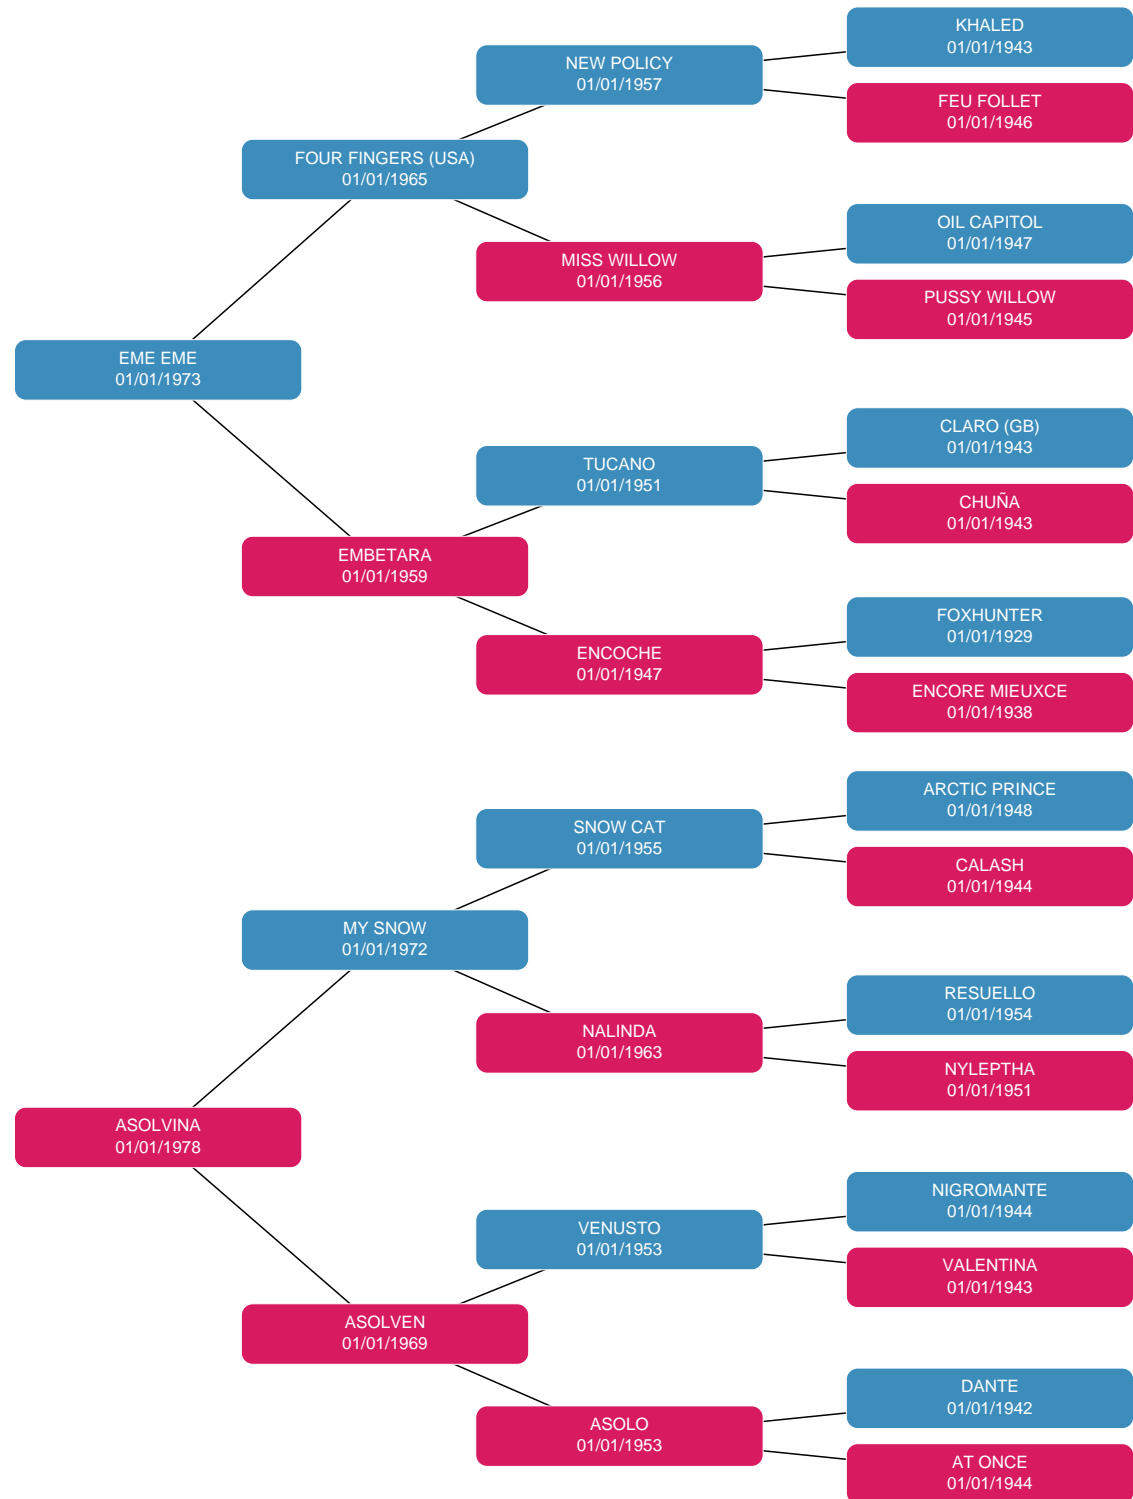 KHALED
01/01/1943
NEW POLICY
01/01/1957
FEU FOLLET
01/01/1946
FOUR FINGERS (USA)
01/01/1965
OIL CAPITOL
01/01/1947
MISS WILLOW
01/01/1956
PUSSY WILLOW
01/01/1945
EME EME
01/01/1973
CLARO (GB)
01/01/1943
TUCANO
01/01/1951
CHUÑA
01/01/1943
EMBETARA
01/01/1959
FOXHUNTER
01/01/1929
ENCOCHE
01/01/1947
ENCORE MIEUXCE
01/01/1938
ARCTIC PRINCE
01/01/1948
SNOW CAT
01/01/1955
CALASH
01/01/1944
MY SNOW
01/01/1972
RESUELLO
01/01/1954
NALINDA
01/01/1963
NYLEPTHA
01/01/1951
ASOLVINA
01/01/1978
NIGROMANTE
01/01/1944
VENUSTO
01/01/1953
VALENTINA
01/01/1943
ASOLVEN
01/01/1969
DANTE
01/01/1942
ASOLO
01/01/1953
AT ONCE
01/01/1944